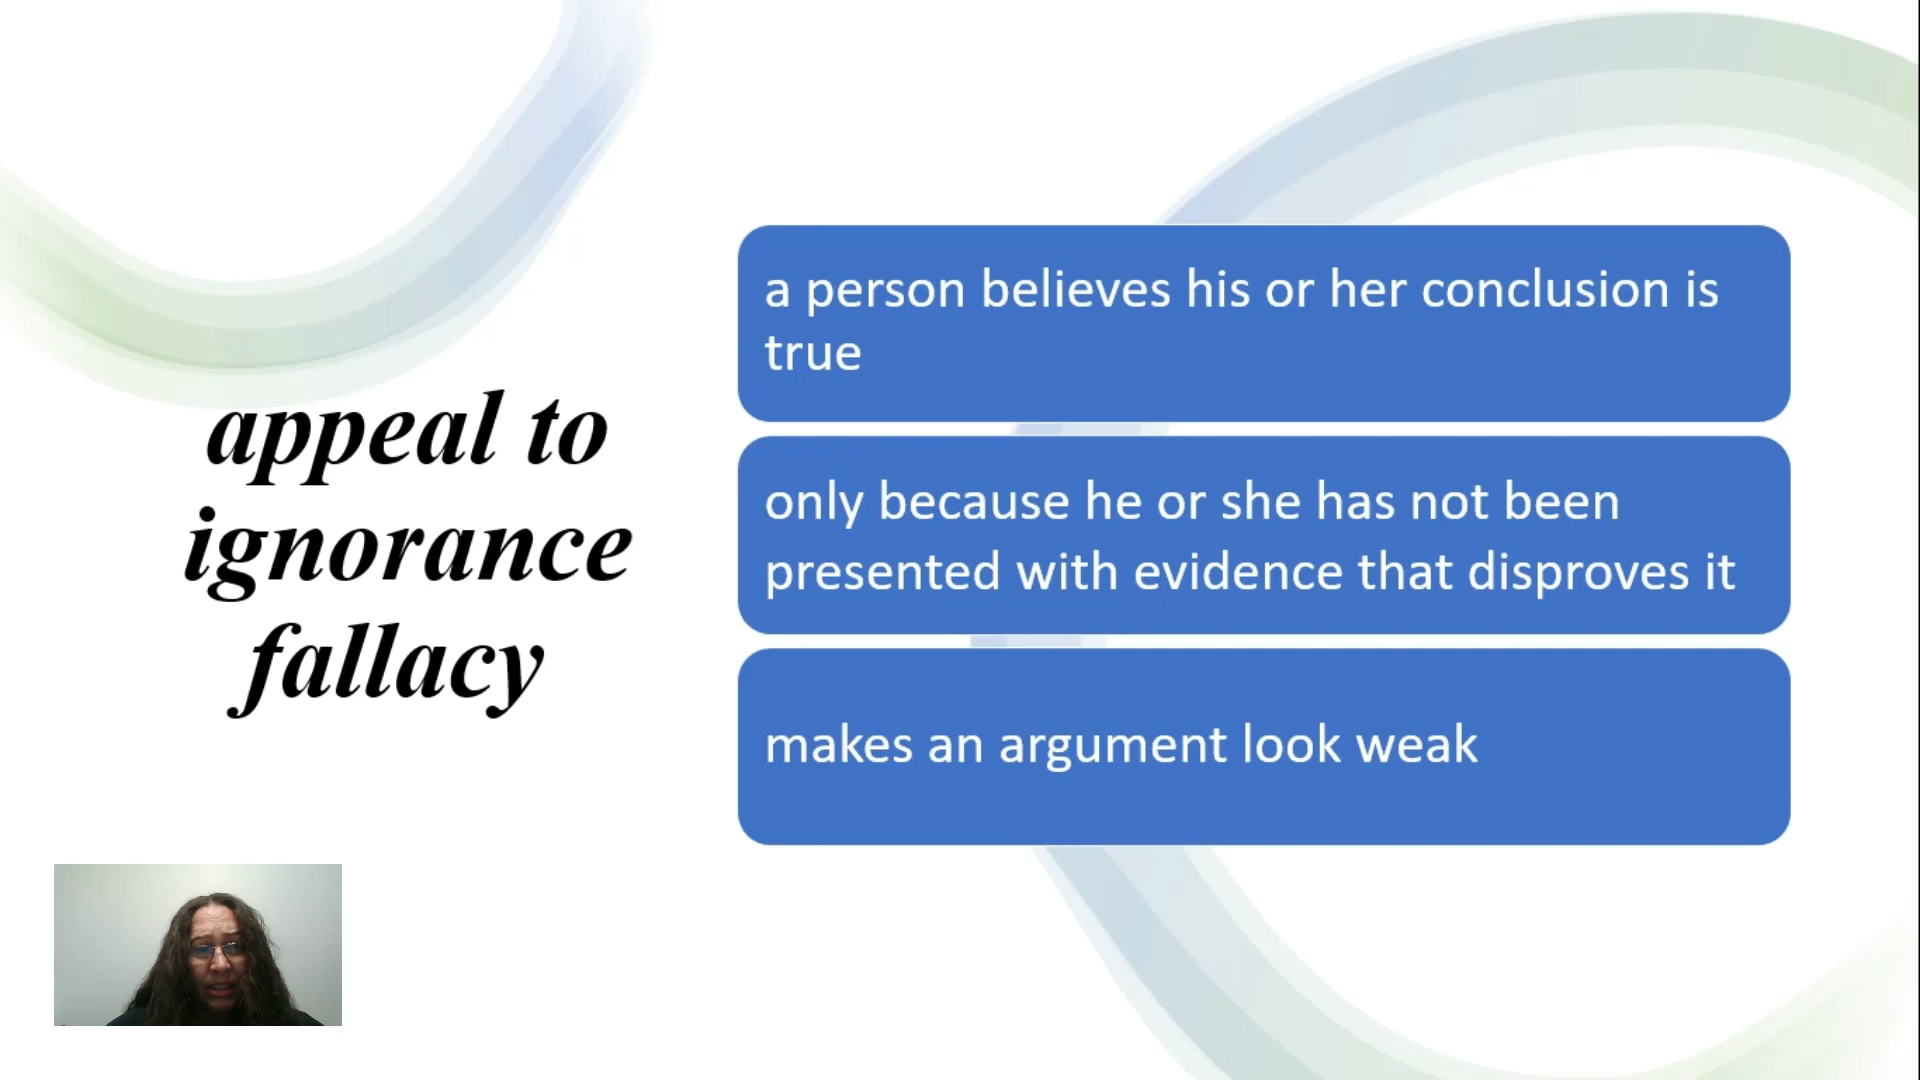 appeal to
ignorance
fallacy
a person believes his or her conclusion is
true
only because he or she has not been
presented with evidence that disproves it
makes an argument look weak